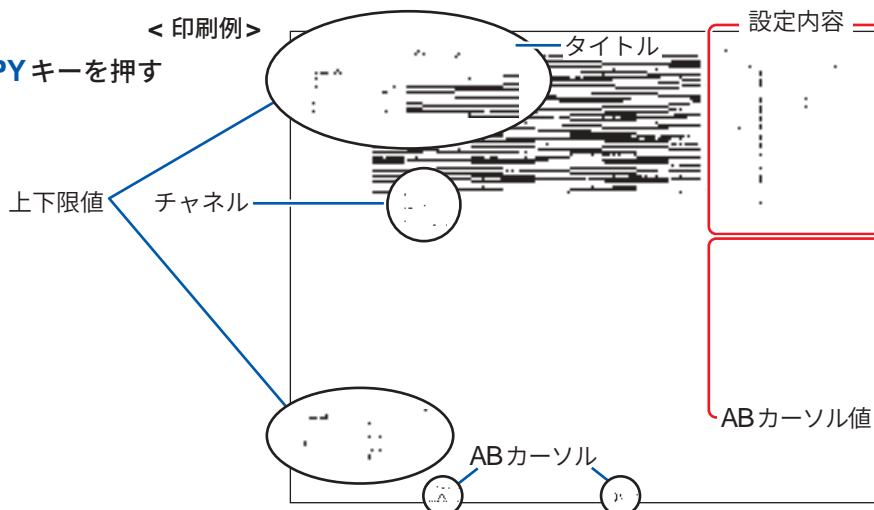 < 印刷例>
設定内容
タイトル
PY キーを押す
上下限値
チャネル
ABカーソル値
ABカーソル